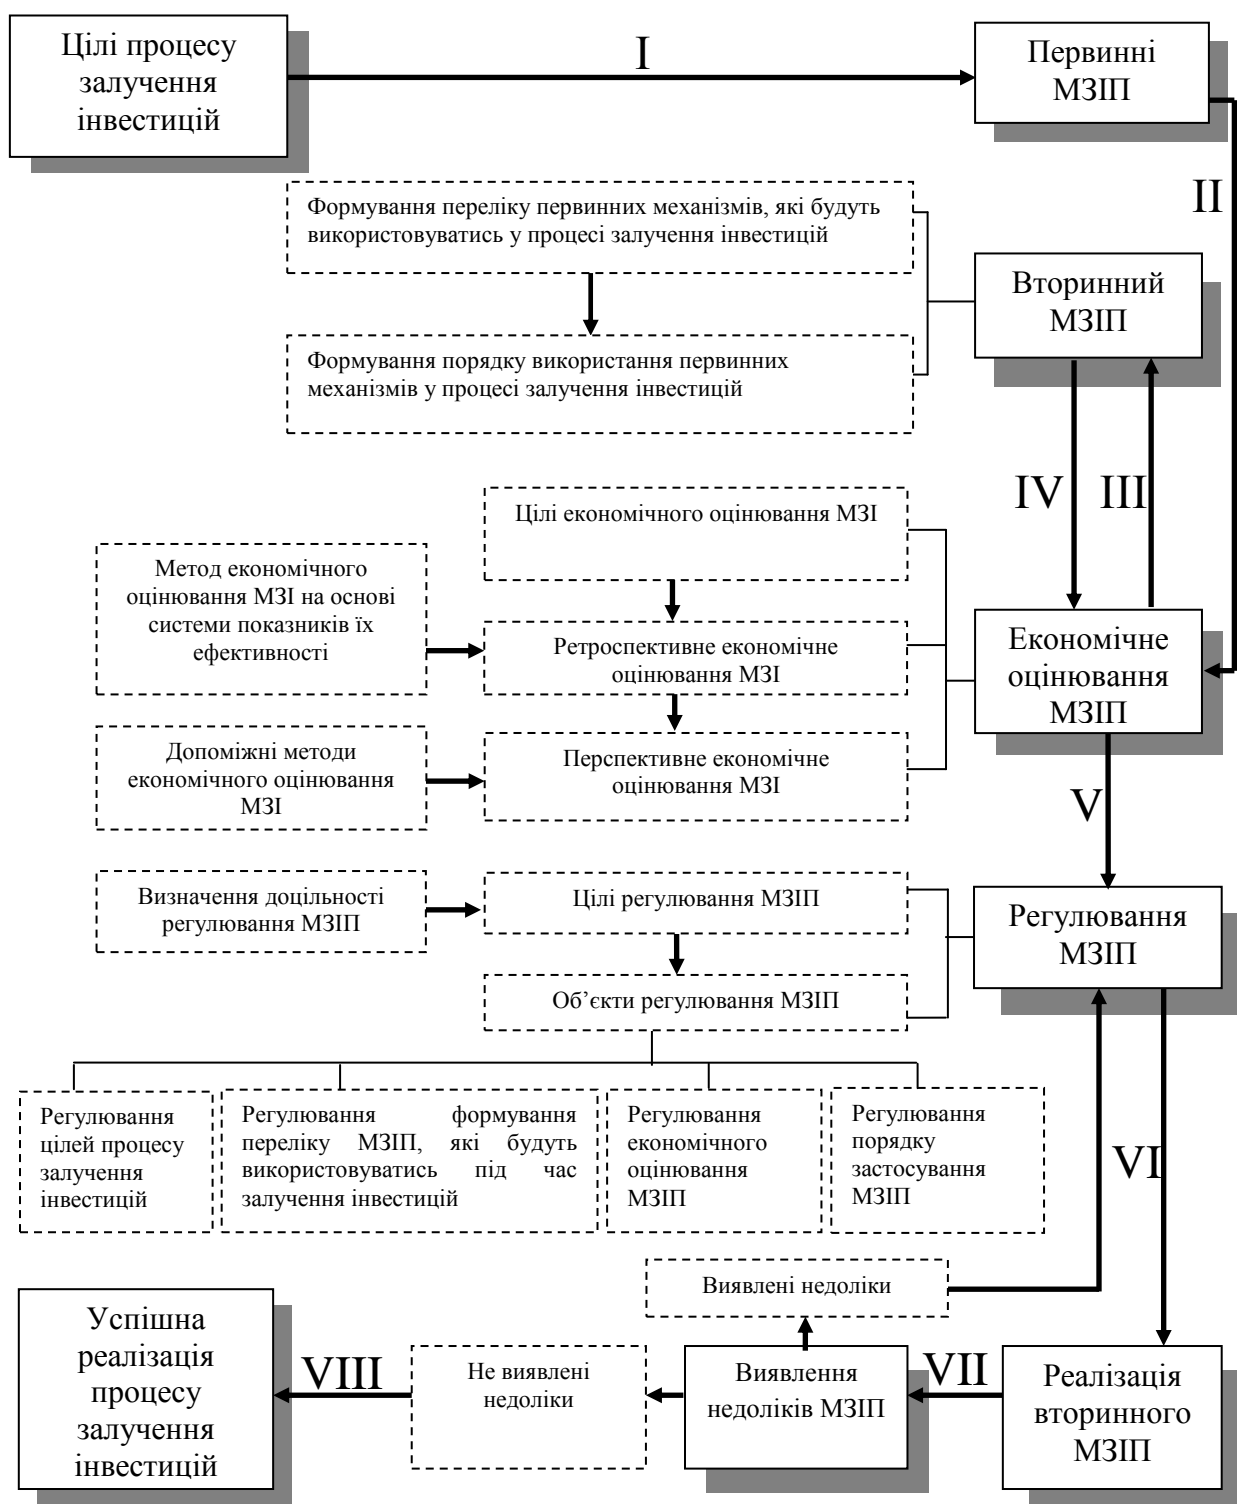 Цілі процесу
залучення
інвестицій
I
Первинні
МЗІП
II
Формування переліку первинних механізмів, які будуть
використовуватись у процесі залучення інвестицій
Вторинний
МЗІП
Формування порядку використання первинних
механізмів у процесі залучення інвестицій
IV
III
Цілі економічного оцінювання МЗІ
Метод економічного
оцінювання МЗІ на основі
системи показників їх
ефективності
Ретроспективне економічне
оцінювання МЗІ
Економічне
оцінювання
МЗІП
Допоміжні методи
економічного оцінювання
МЗІ
Перспективне економічне
оцінювання МЗІ
V
Визначення доцільності
регулювання МЗІП
Цілі регулювання МЗІП
Регулювання
МЗІП
Об’єкти регулювання МЗІП
Регулювання
цілей процесу
залучення
інвестицій
Регулювання формування
переліку МЗІП, які будуть
використовуватись під час
залучення інвестицій
Регулювання
економічного
оцінювання
МЗІП
Регулювання
порядку
застосування
МЗІП
VI
Виявлені недоліки
Успішна
реалізація
процесу
залучення
інвестицій
VIII
Не виявлені
недоліки
Виявлення
недоліків МЗІП
VII
Реалізація
вторинного
МЗІП